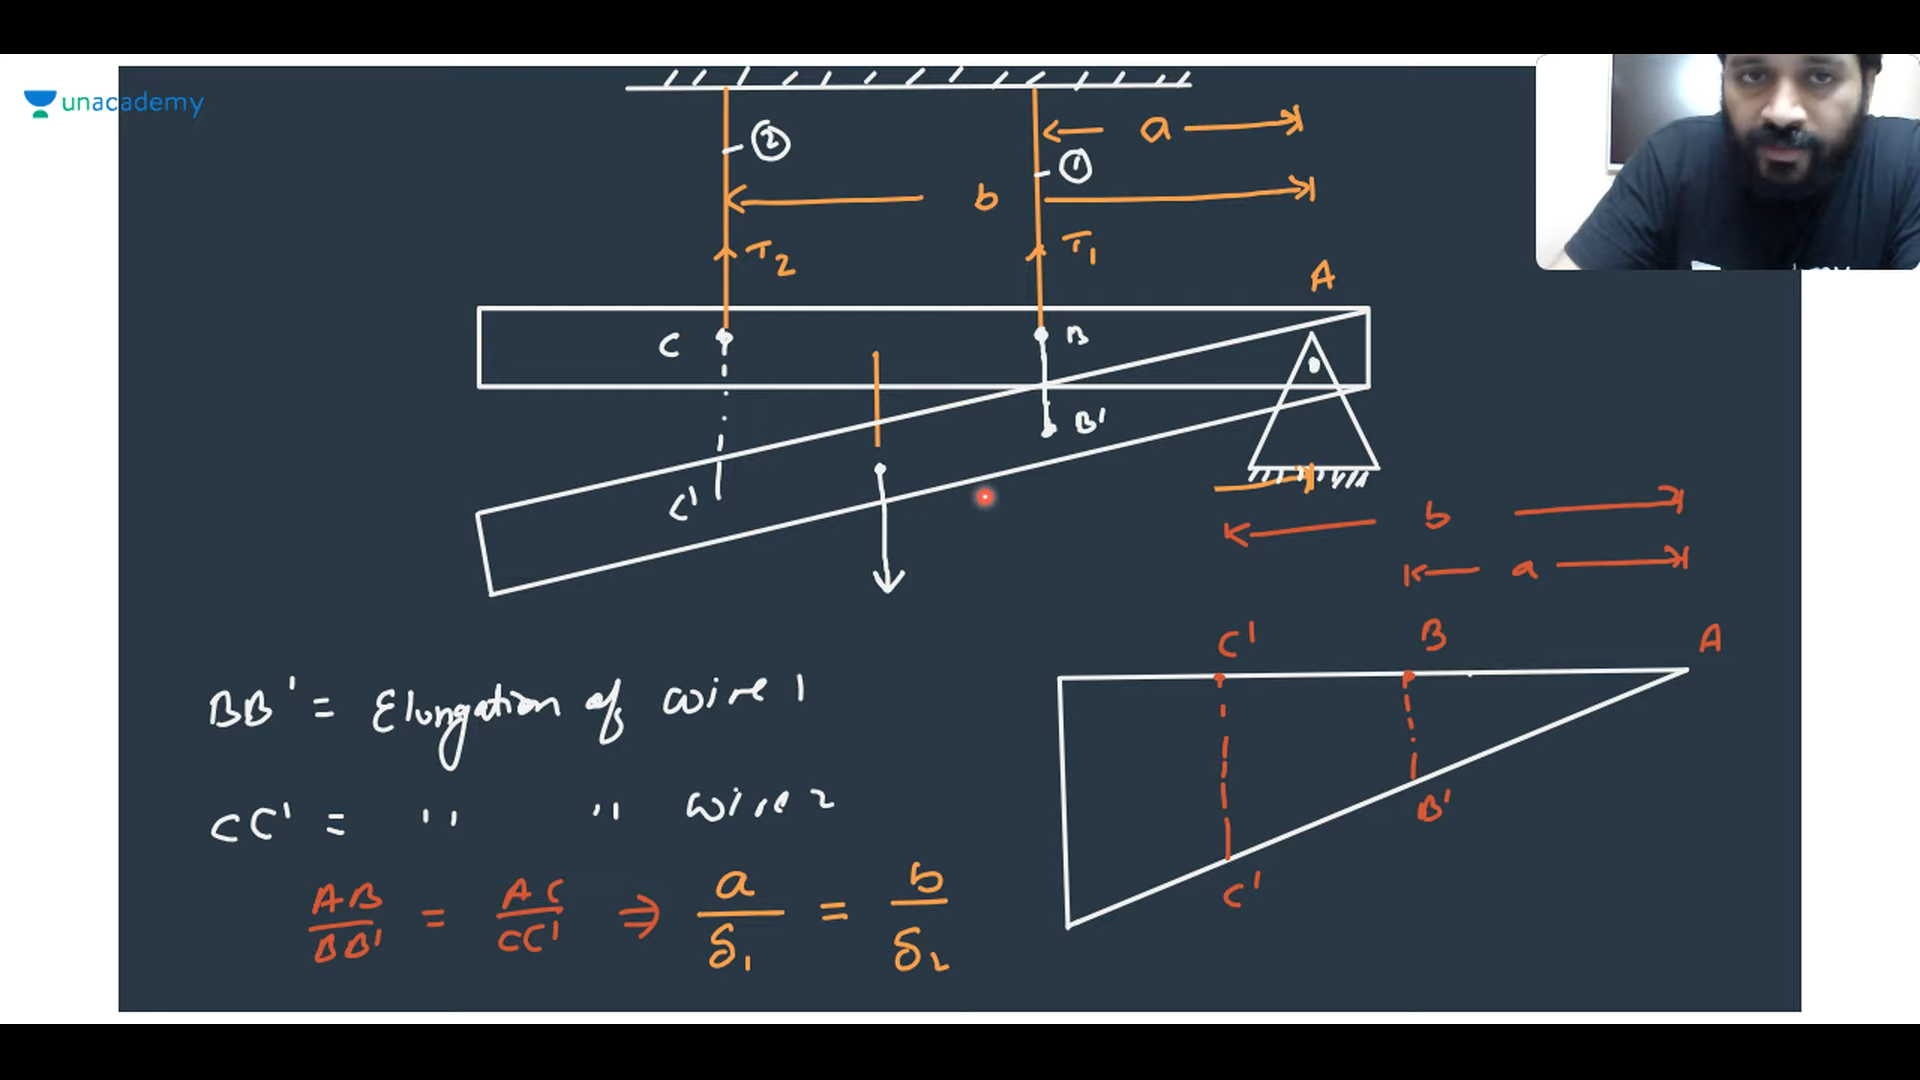 unacademy
②
①
a
b
T2
T1
A
C
B
B'
C'
b
a
C'
B
A
BB' = Elongation of wire 1
B'
CC' = " " wire 2
C'
AB/BB' = AC/CC' ⇒ a/δ1 = b/δ2